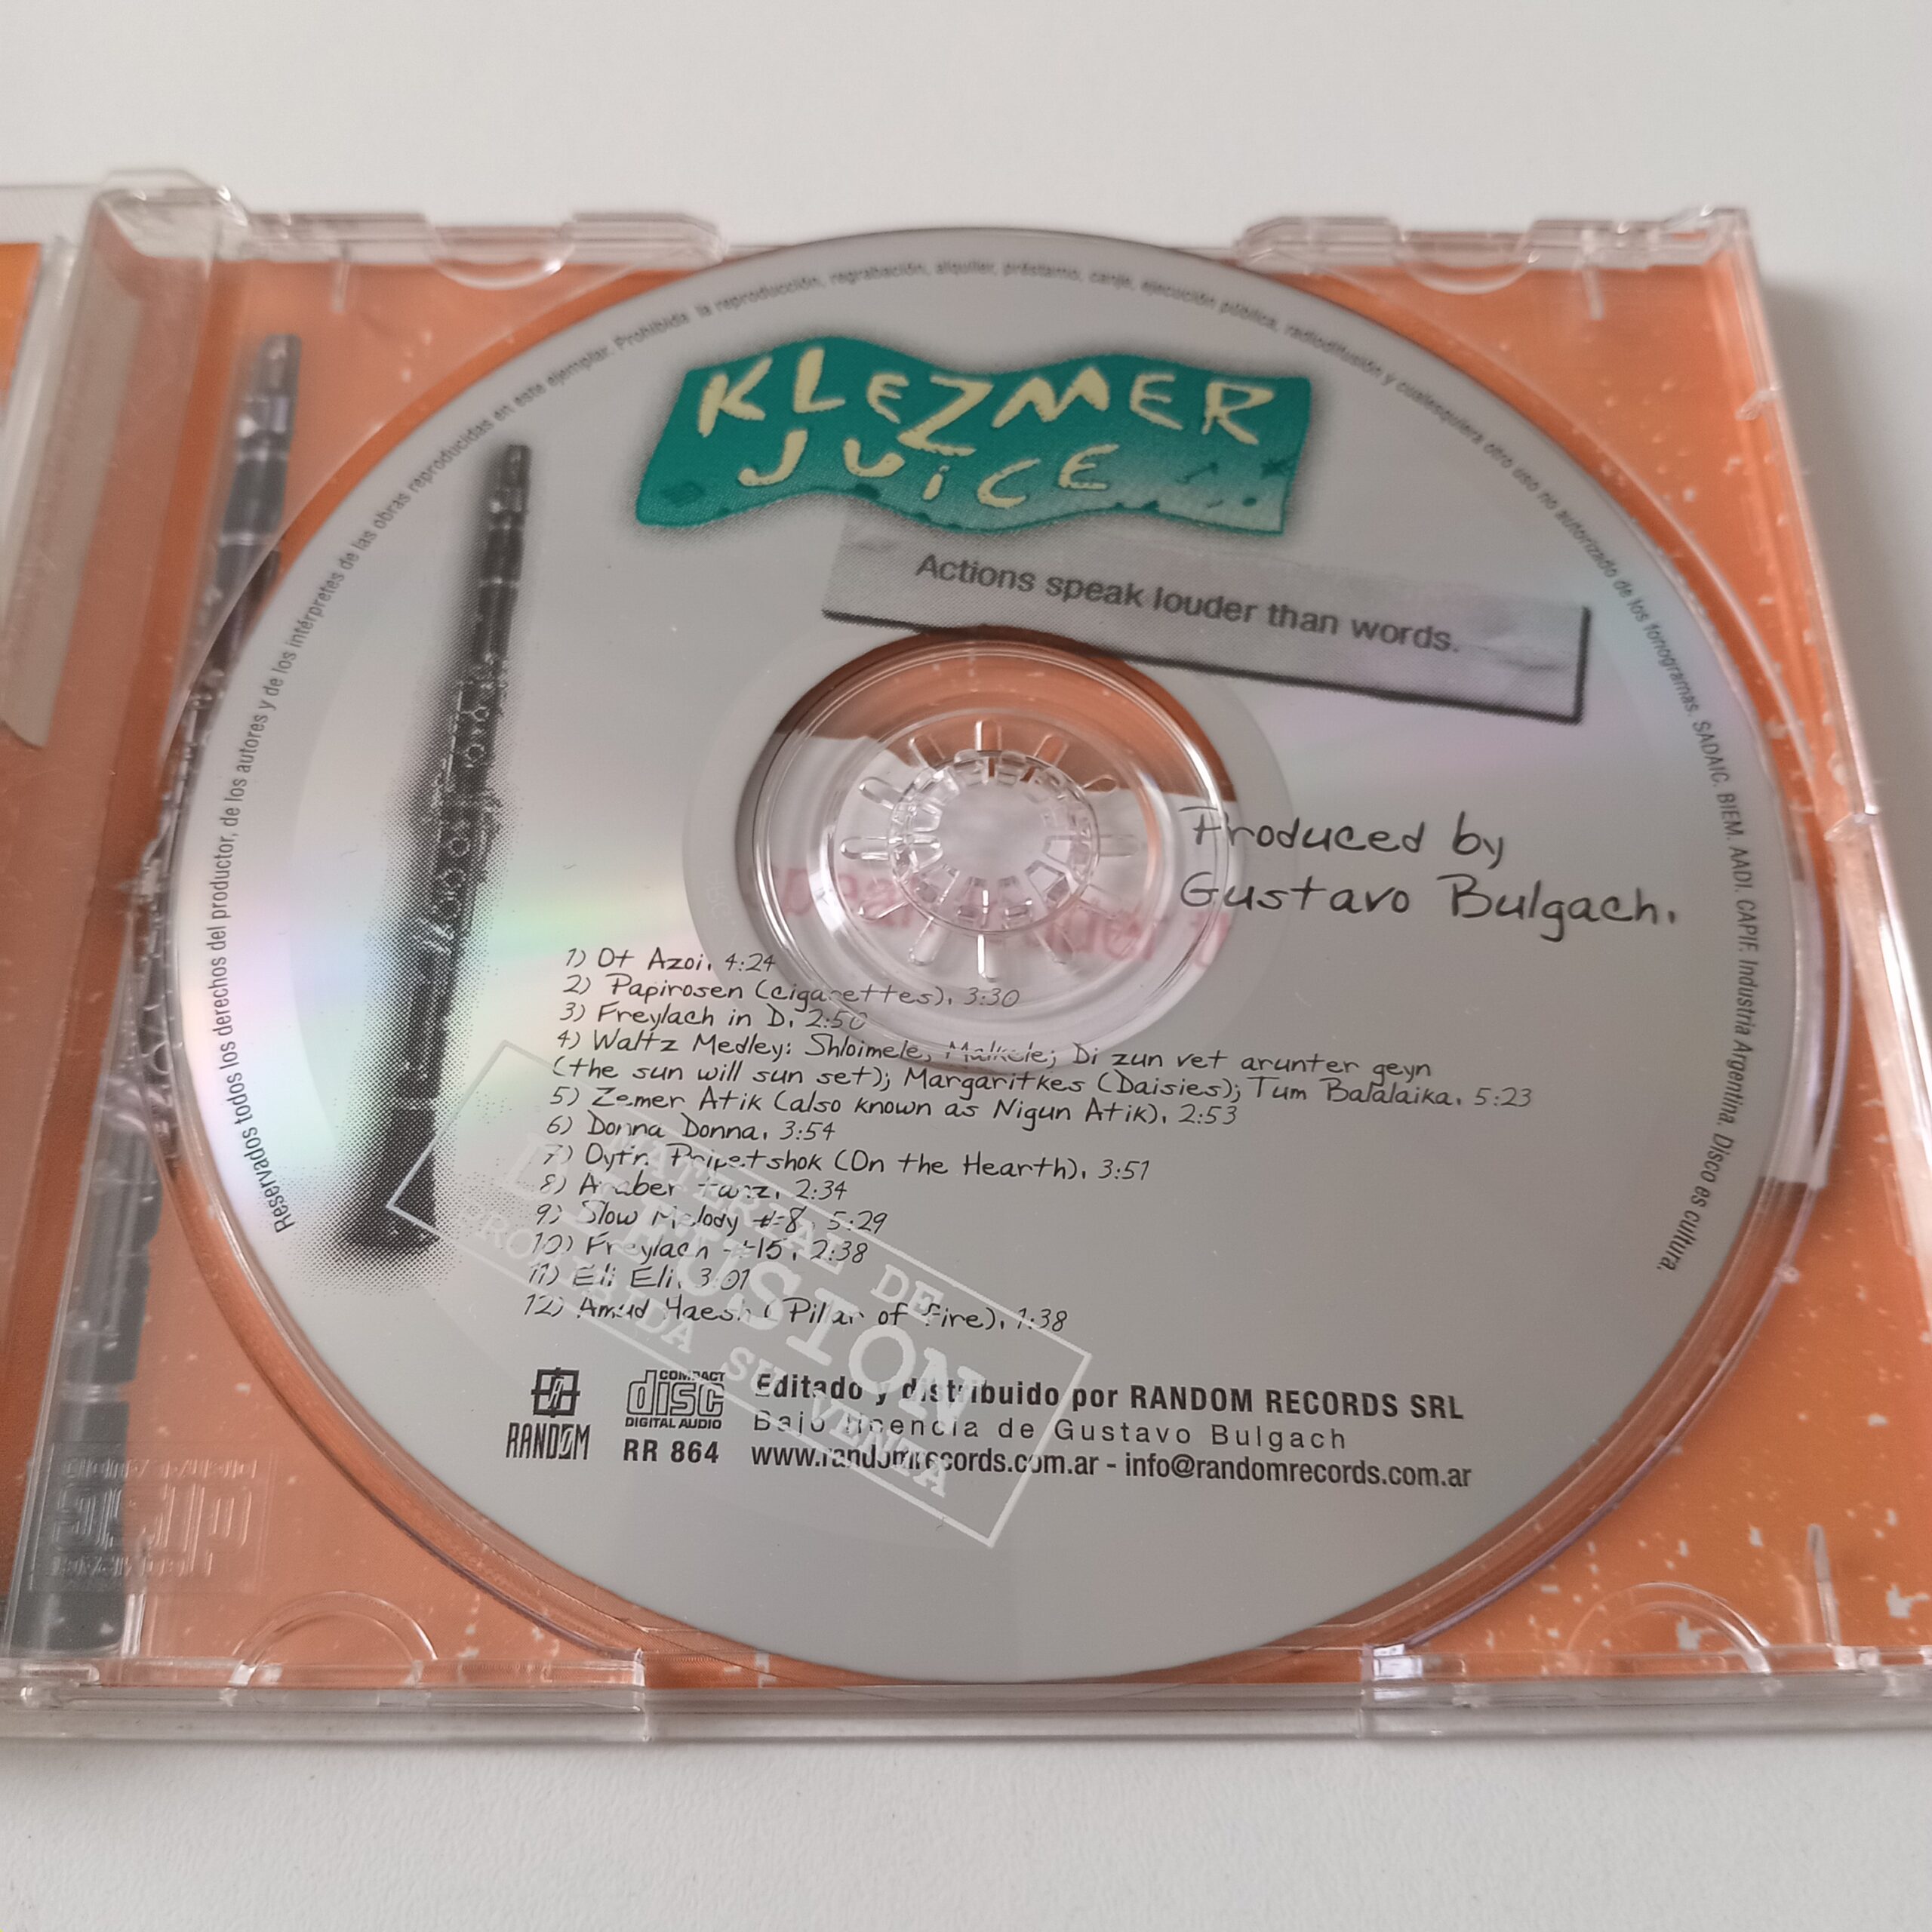 Reservados todos los derechos del productor, de los autores y de los intérpretes de las obras reproducidas en este ejemplar. Prohibida la reproducción, regrabación, alquiler, préstamo, canje, ejecución pública, radiodifusión y cualesquiera otro uso no autorizado de los fonogramas. SADAIC. BIEM. AADI. CAPIF. Industria Argentina. Disco es cultura.
KLEZMER
JUiCE
Actions speak louder than words.
Produced by
Gustavo Bulgach.
1) Ot Azoi. 4:24
2) Papirosen (cigarettes). 3:30
3) Freylach in D. 2:50
4) Waltz Medley: Shloimele, Malkele; Di zun vet arunter geyn
(the sun will sun set); Margaritkes (Daisies); Tum Balalaika. 5:23
5) Zemer Atik (also known as Nigun Atik). 2:53
6) Donna Donna. 3:54
7) Oyfn Pripetshok (On the Hearth). 3:51
8) Araber tanz. 2:34
9) Slow Melody #8. 5:29
10) Freylach #15. 2:38
11) Eli Eli. 3:01
12) Amud Haesh (Pillar of fire). 1:38
MATERIAL DE
DIFUSION
PROHIBIDA SU VENTA
RANDOM
COMPACT
disc
DIGITAL AUDIO
RR 864
Editado y distribuido por RANDOM RECORDS SRL
Bajo licencia de Gustavo Bulgach
www.randomrecords.com.ar - info@randomrecords.com.ar